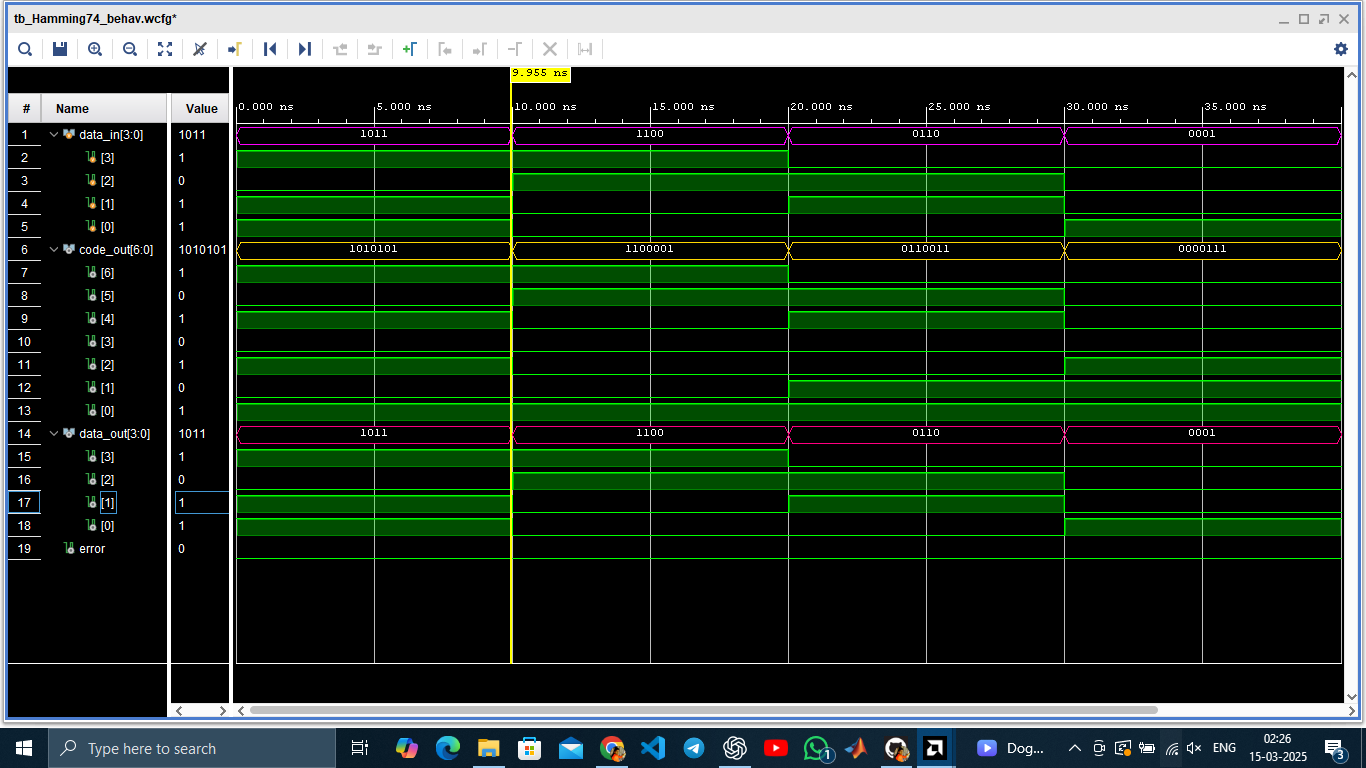 tb_Hamming74_behav.wcfg*
9.955 ns
# Name Value
0.000 ns 5.000 ns 10.000 ns 15.000 ns 20.000 ns 25.000 ns 30.000 ns 35.000 ns
1 data_in[3:0] 1011 1011 1100 0110 0001
2 [3] 1
3 [2] 0
4 [1] 1
5 [0] 1
6 code_out[6:0] 1010101 1010101 1100001 0110011 0000111
7 [6] 1
8 [5] 0
9 [4] 1
10 [3] 0
11 [2] 1
12 [1] 0
13 [0] 1
14 data_out[3:0] 1011 1011 1100 0110 0001
15 [3] 1
16 [2] 0
17 [1] 1
18 [0] 1
19 error 0
Type here to search
1
Dog...
ENG
02:26
15-03-2025
3